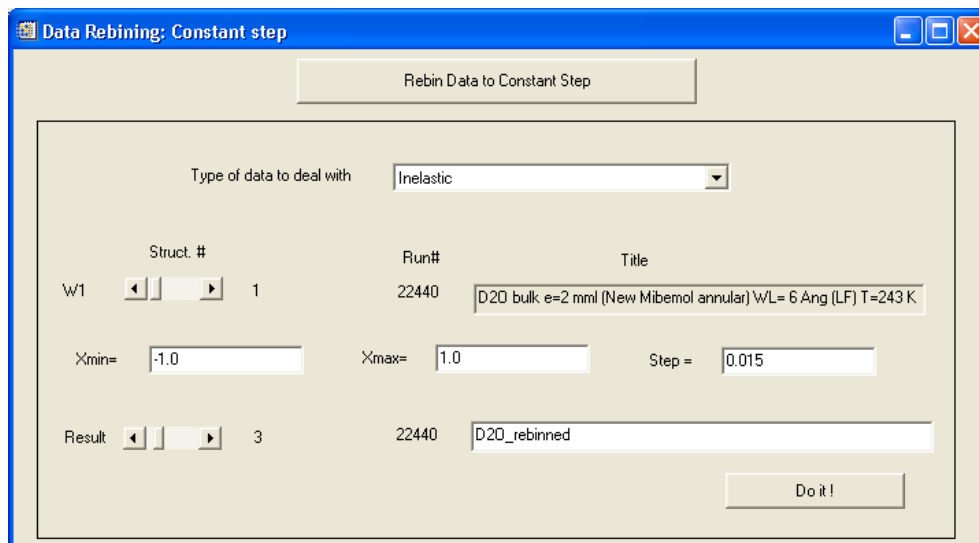 Data Rebining: Constant step
Rebin Data to Constant Step
Type of data to deal with Inelastic
Struct. # Run# Title
W1 1 22440 D2O bulk e=2 mml (New Mibemol annular) WL= 6 Ang (LF) T=243 K
Xmin= -1.0 Xmax= 1.0 Step = 0.015
Result 3 22440 D2O_rebinned
Do it !